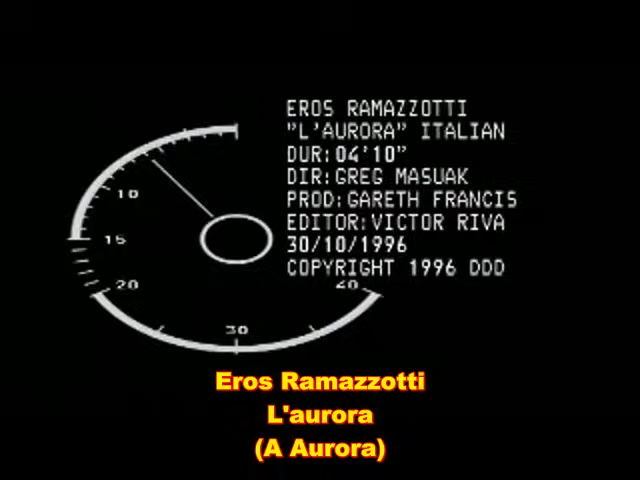 EROS RAMAZZOTTI
"L'AURORA" ITALIAN
DUR:04'10"
DIR:GREG MASUAK
PROD:GARETH FRANCIS
EDITOR:VICTOR RIVA
30/10/1996
COPYRIGHT 1996 DDD
10
15
20
30
40
Eros Ramazzotti
L'aurora
(A Aurora)